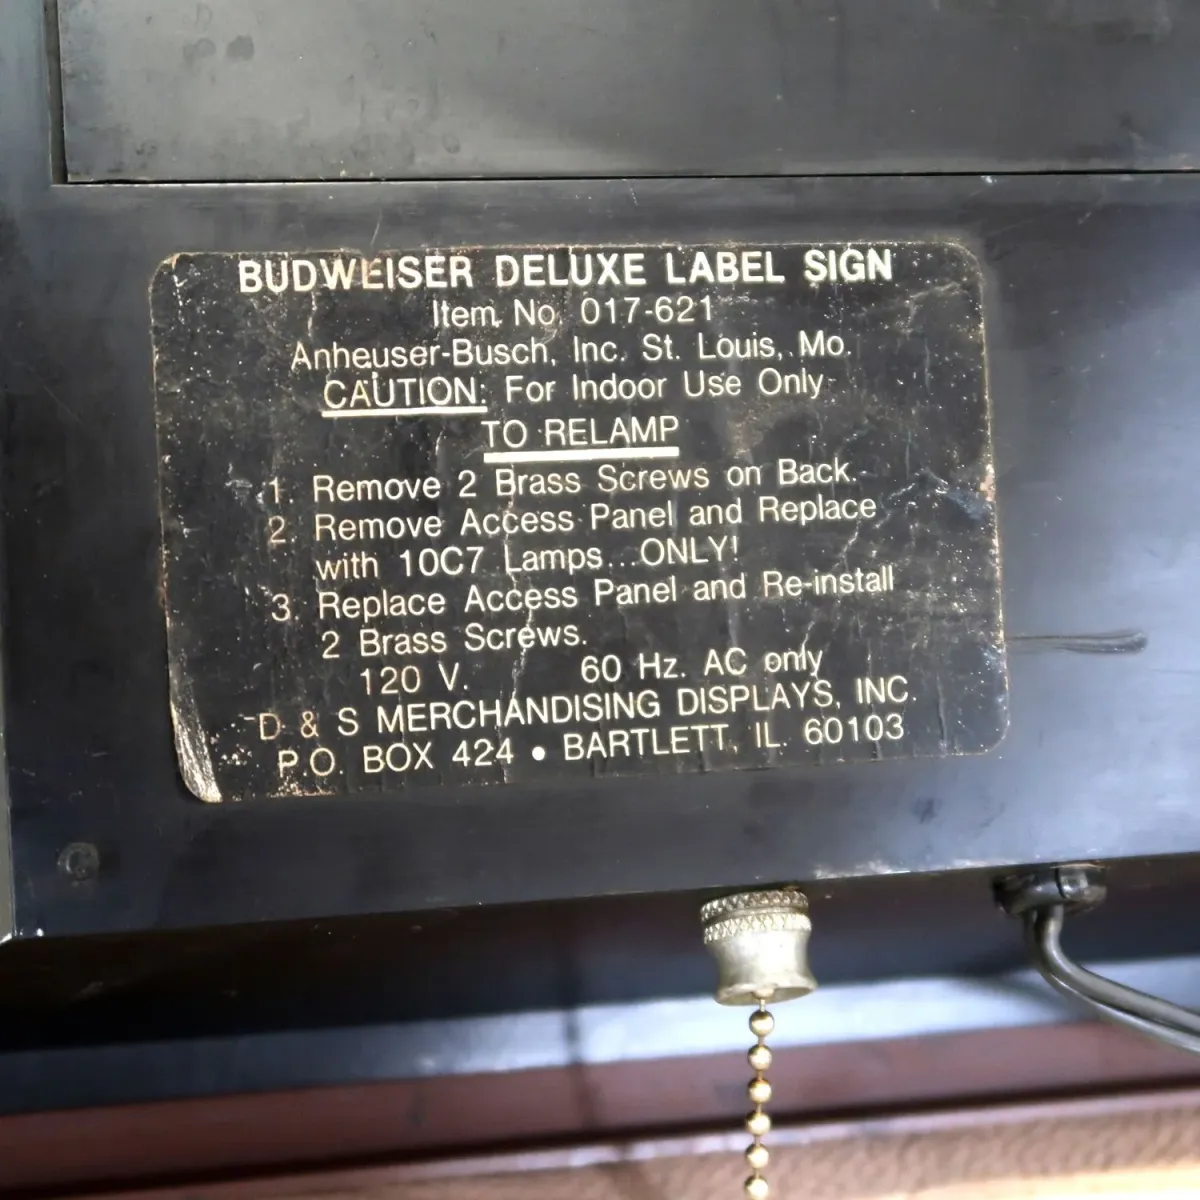 BUDWEISER DELUXE LABEL SIGN
Item No. 017-621
Anheuser-Busch, Inc. St. Louis, Mo.
CAUTION: For Indoor Use Only
TO RELAMP
1. Remove 2 Brass Screws on Back.
2. Remove Access Panel and Replace
with 10C7 Lamps...ONLY!
3. Replace Access Panel and Re-install
2 Brass Screws.
120 V. 60 Hz. AC only
D & S MERCHANDISING DISPLAYS, INC.
P.O. BOX 424 • BARTLETT, IL. 60103